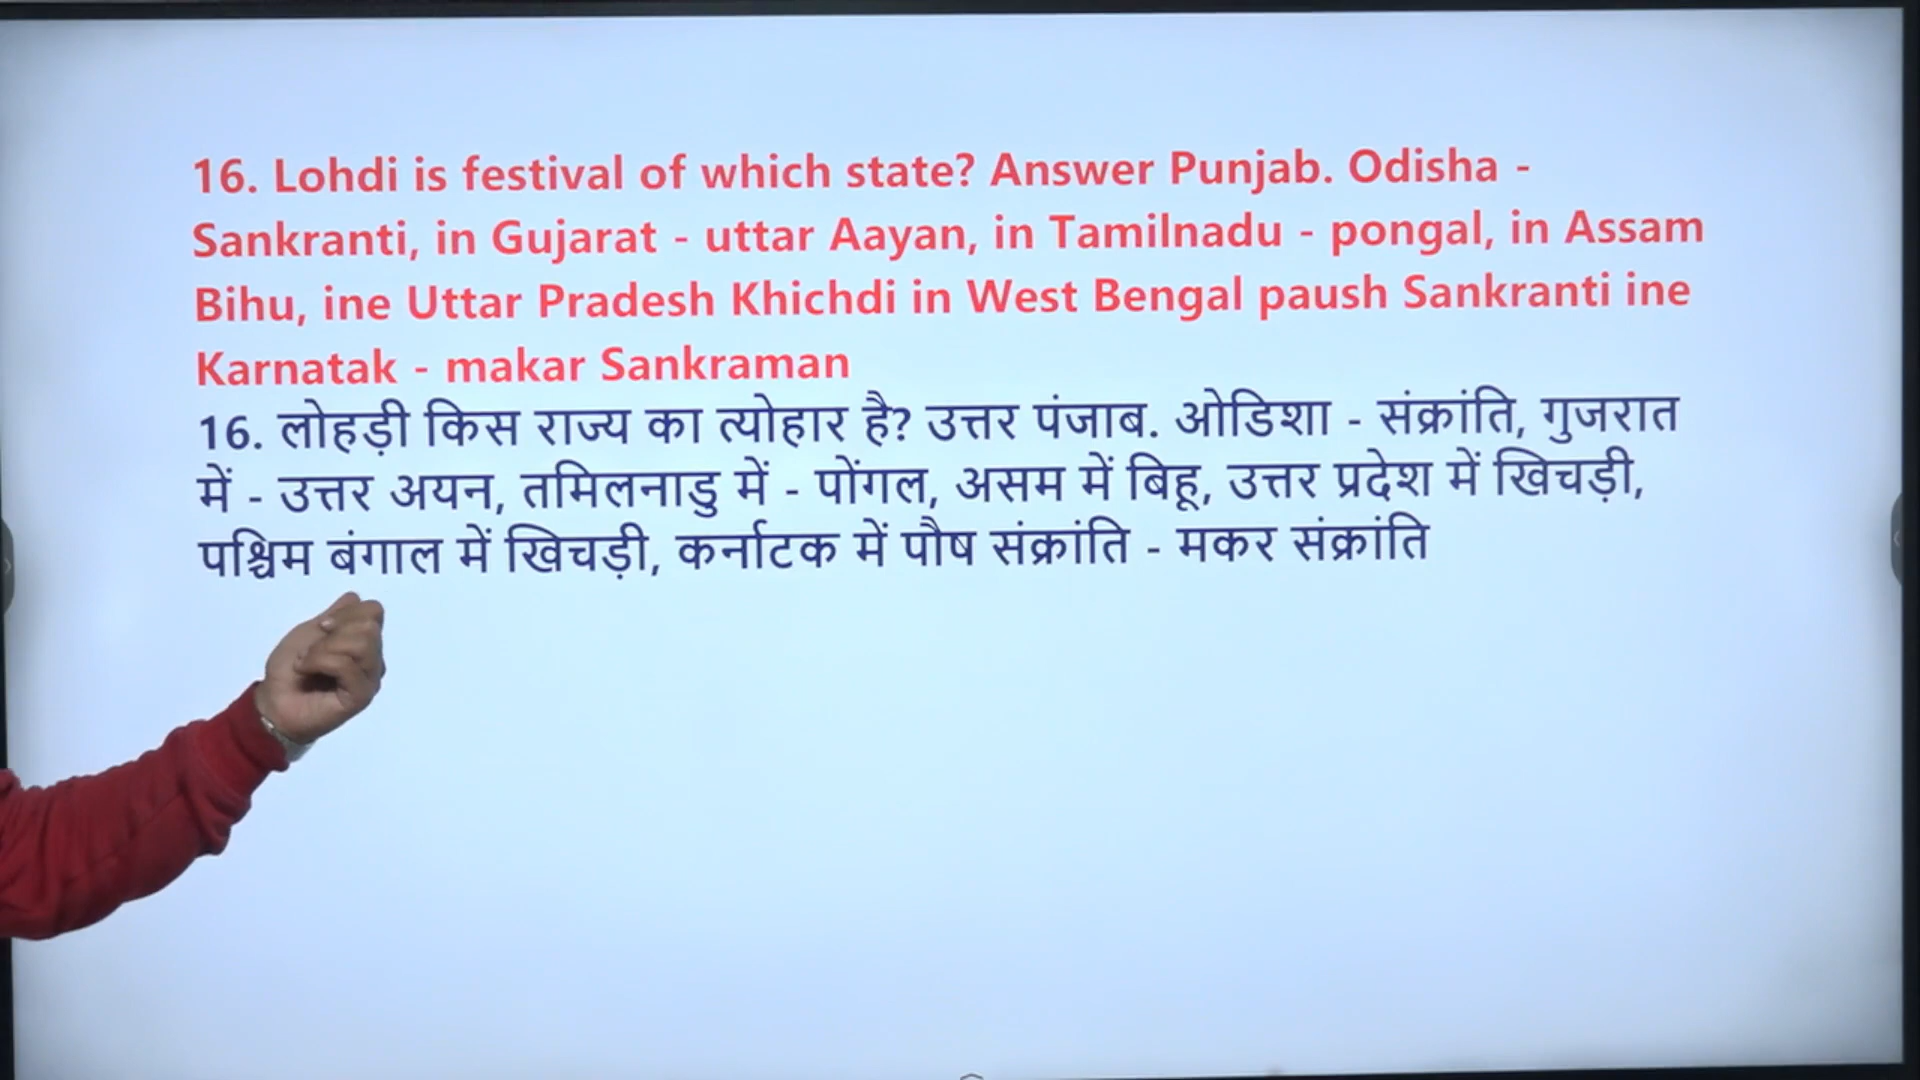 16. Lohdi is festival of which state? Answer Punjab. Odisha -
Sankranti, in Gujarat - uttar Aayan, in Tamilnadu - pongal, in Assam
Bihu, ine Uttar Pradesh Khichdi in West Bengal paush Sankranti ine
Karnatak - makar Sankraman
16. लोहड़ी किस राज्य का त्योहार है? उत्तर पंजाब. ओडिशा - संक्रांति, गुजरात
में - उत्तर अयन, तमिलनाडु में - पोंगल, असम में बिहू, उत्तर प्रदेश में खिचड़ी,
पश्चिम बंगाल में खिचड़ी, कर्नाटक में पौष संक्रांति - मकर संक्रांति